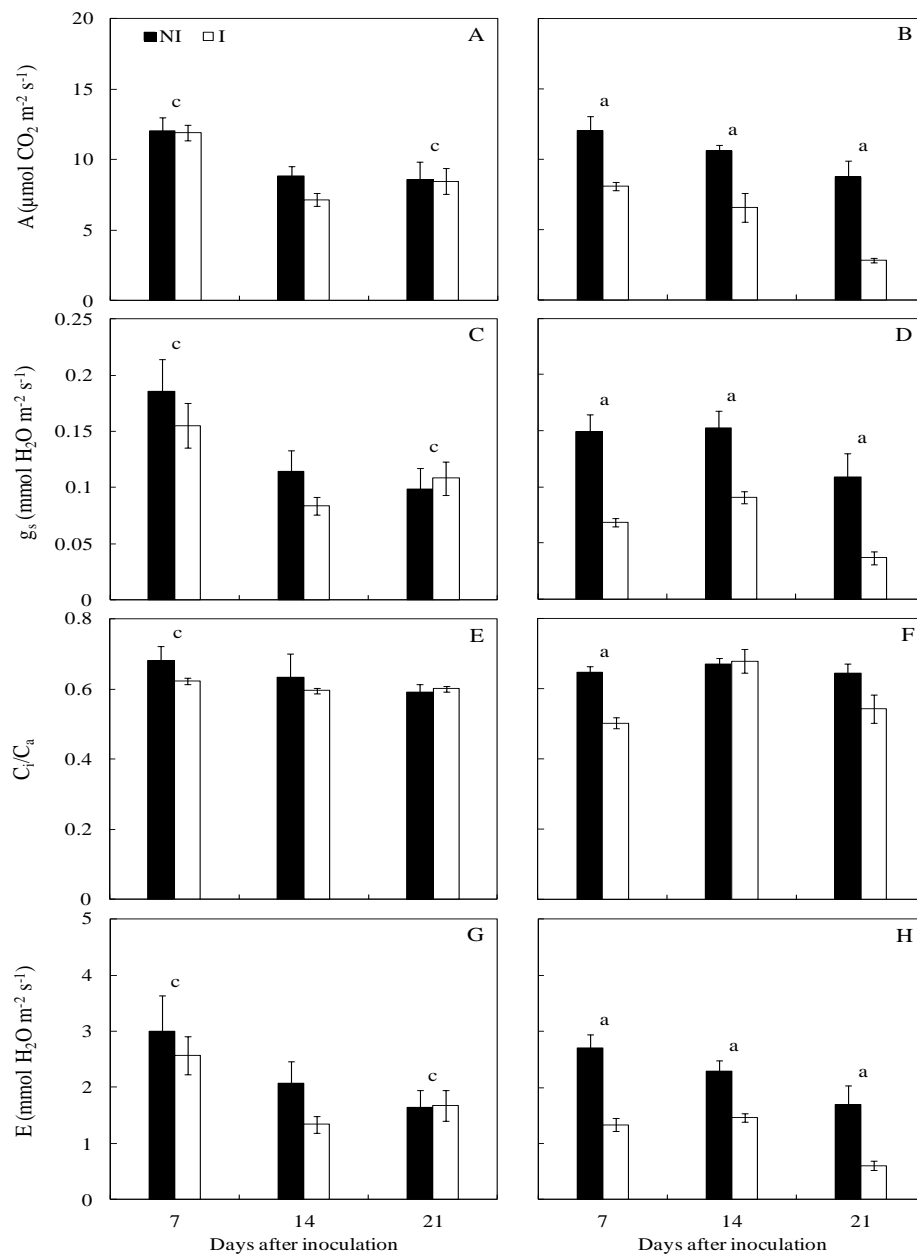 20
15
10
5
0
A (µmol CO₂ m⁻² s⁻¹)
NI I
A
c
c
B
a
a
a
0.25
0.2
0.15
0.1
0.05
0
gₛ (mmol H₂O m⁻² s⁻¹)
C
c
c
D
a
a
a
0.8
0.6
0.4
0.2
0
Cᵢ/Cₐ
E
c
F
a
5
4
3
2
1
0
E (mmol H₂O m⁻² s⁻¹)
G
c
c
H
a
a
a
7 14 21
Days after inoculation
7 14 21
Days after inoculation